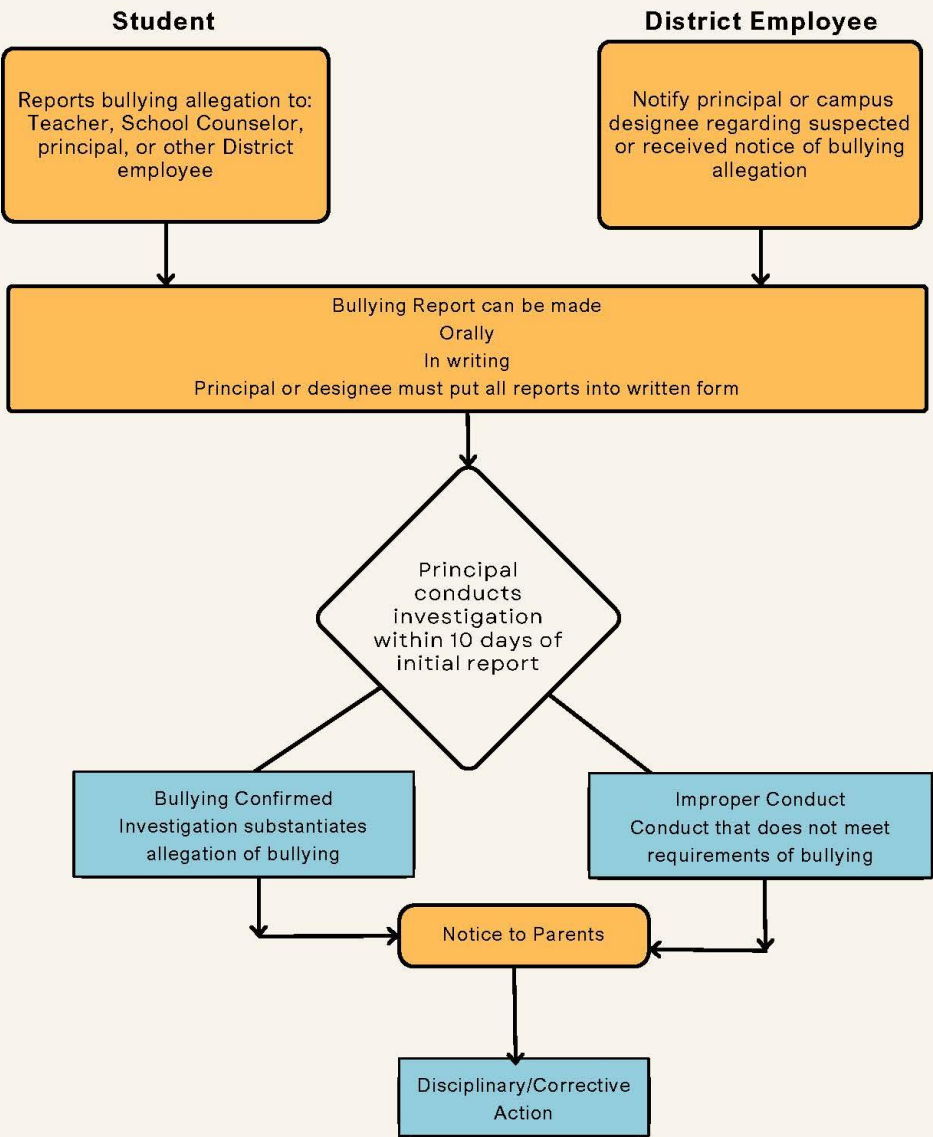 Student
District Employee
Reports bullying allegation to:
Teacher, School Counselor,
principal, or other District
employee
Notify principal or campus
designee regarding suspected
or received notice of bullying
allegation
Bullying Report can be made
Orally
In writing
Principal or designee must put all reports into written form
Principal
conducts
investigation
within 10 days of
initial report
Bullying Confirmed
Investigation substantiates
allegation of bullying
Improper Conduct
Conduct that does not meet
requirements of bullying
Notice to Parents
Disciplinary/Corrective
Action